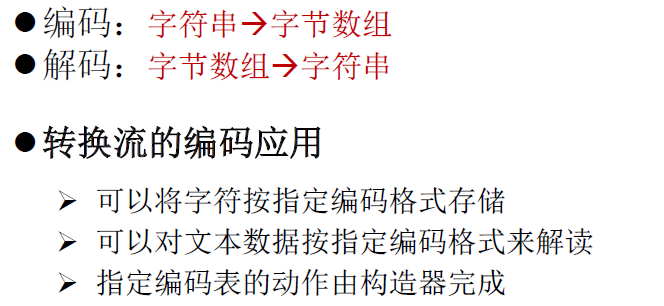 ●编码：字符串→字节数组
●解码：字节数组→字符串
●转换流的编码应用
➢ 可以将字符按指定编码格式存储
➢ 可以对文本数据按指定编码格式来解读
➢ 指定编码表的动作由构造器完成